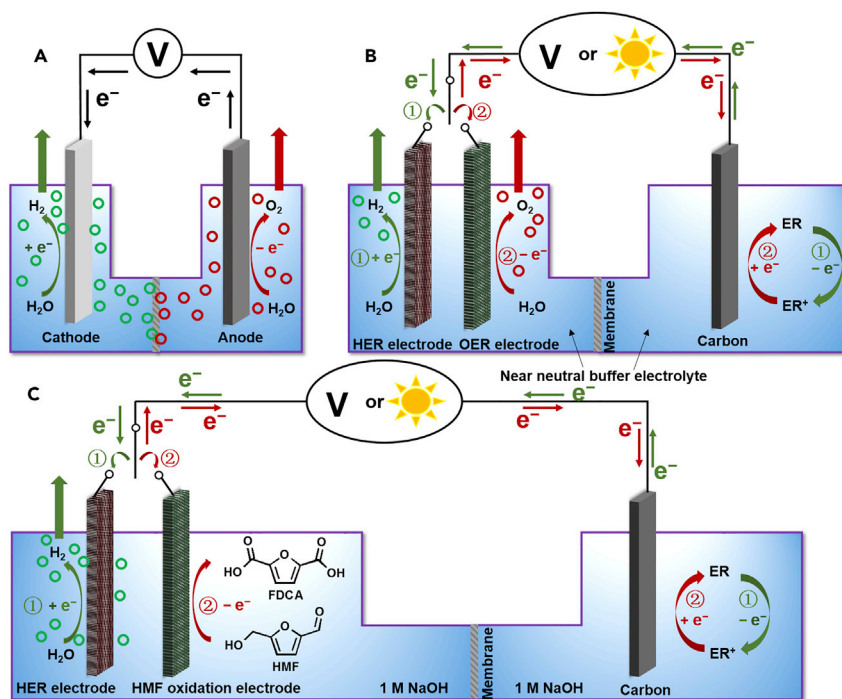 A
V
e⁻
e⁻
H₂
+ e⁻
H₂O
Cathode
O₂
− e⁻
H₂O
Anode
B
V or
e⁻
e⁻
e⁻
e⁻
① ②
H₂
① + e⁻
H₂O
HER electrode
O₂
② − e⁻
H₂O
OER electrode
Membrane
ER
② ①
+ e⁻ − e⁻
ER⁺
Carbon
Near neutral buffer electrolyte
C
V or
e⁻
e⁻
e⁻
e⁻
e⁻
e⁻
e⁻
e⁻
① ②
H₂
① + e⁻
H₂O
HER electrode
② − e⁻
HO O O O OH
FDCA
HO O O
HMF
HMF oxidation electrode
1 M NaOH
Membrane
1 M NaOH
ER
② ①
+ e⁻ − e⁻
ER⁺
Carbon